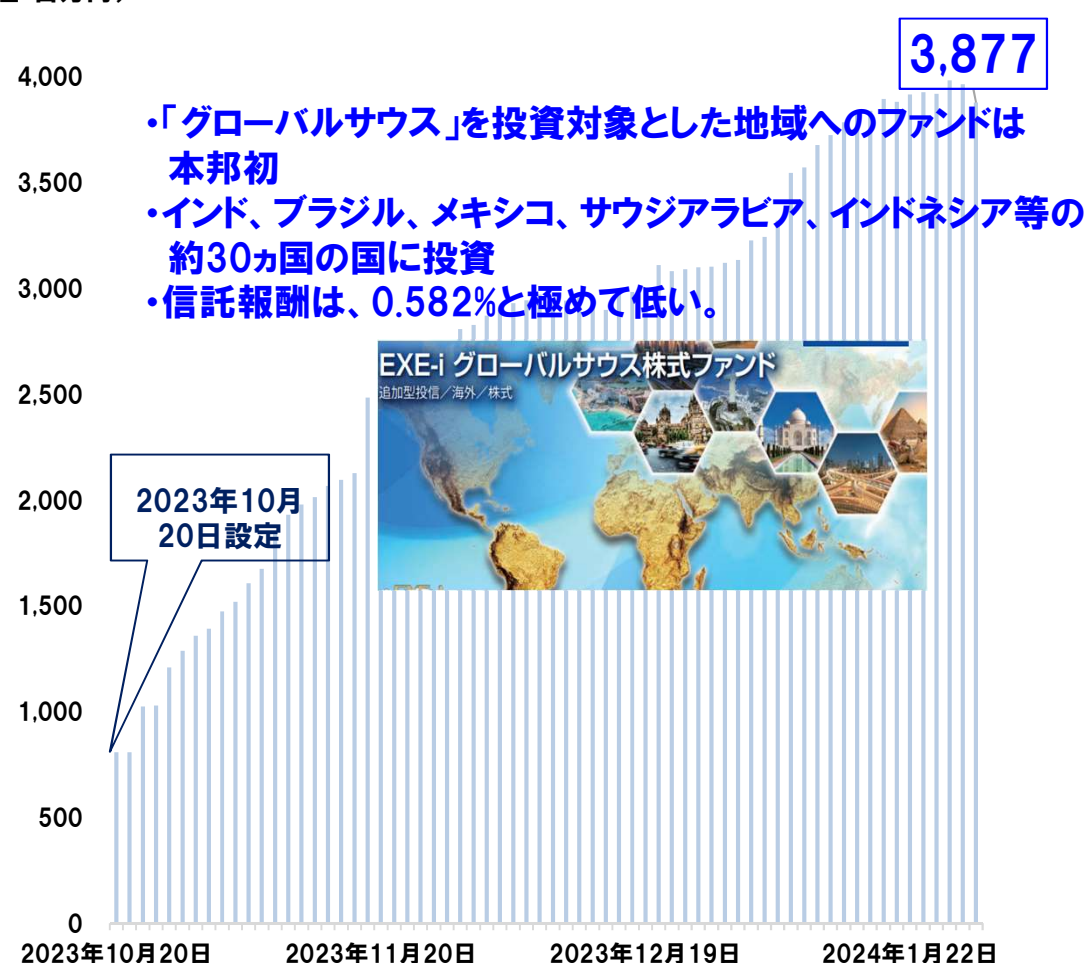 3,877
4,000
・「グローバルサウス」を投資対象とした地域へのファンドは
本邦初
3,500
・インド、ブラジル、メキシコ、サウジアラビア、インドネシア等の
約30ヵ国の国に投資
3,000
・信託報酬は、0.582%と極めて低い。
EXE-i グローバルサウス株式ファンド
追加型投信/海外/株式
2,500
2,000
2023年10月
20日設定
1,500
1,000
500
0
2023年10月20日
2023年11月20日
2023年12月19日
2024年1月22日